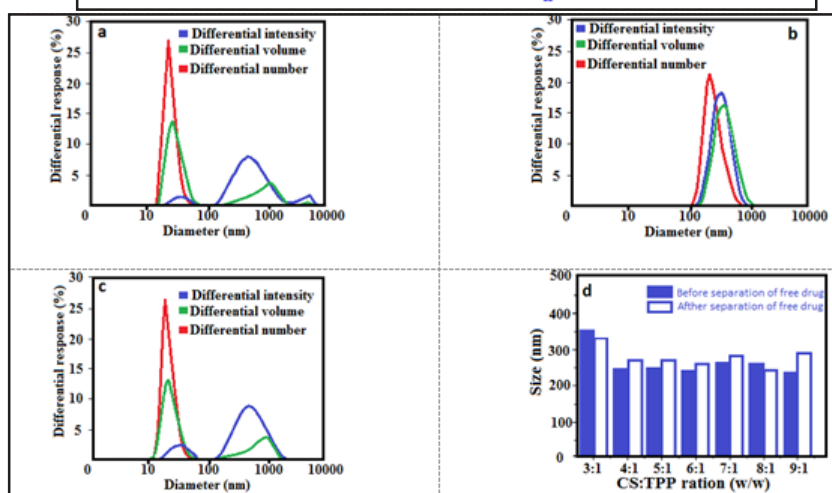 a
Differential intensity
Differential volume
Differential number
Differential response (%)
30
25
20
15
10
5
0
10
100
1000
10000
Diameter (nm)
b
Differential intensity
Differential volume
Differential number
Differential response (%)
30
25
20
15
10
5
0
10
100
1000
10000
Diameter (nm)
c
Differential intensity
Differential volume
Differential number
Differential response (%)
30
25
20
15
10
5
0
10
100
1000
10000
Diameter (nm)
d
Before separation of free drug
Afther separation of free drug
Size (nm)
500
400
300
200
100
0
3:1 4:1 5:1 6:1 7:1 8:1 9:1
CS:TPP ration (w/w)